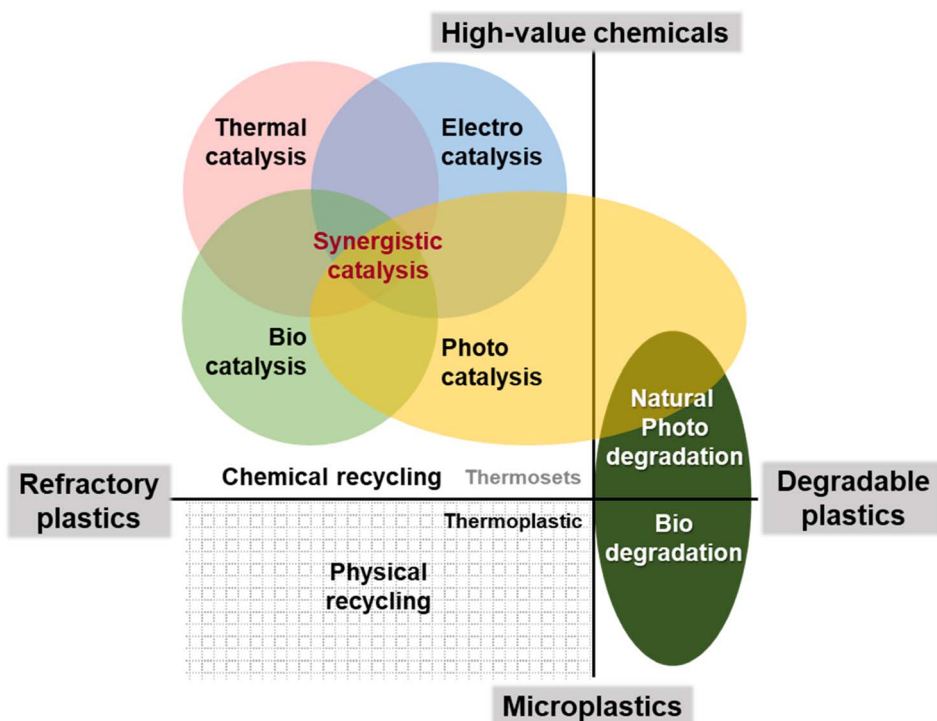 High-value chemicals
Thermal
catalysis
Electro
catalysis
Synergistic
catalysis
Bio
catalysis
Photo
catalysis
Natural
Photo
degradation
Chemical recycling
Thermosets
Refractory
plastics
Degradable
plastics
Thermoplastic
Bio
degradation
Physical
recycling
Microplastics